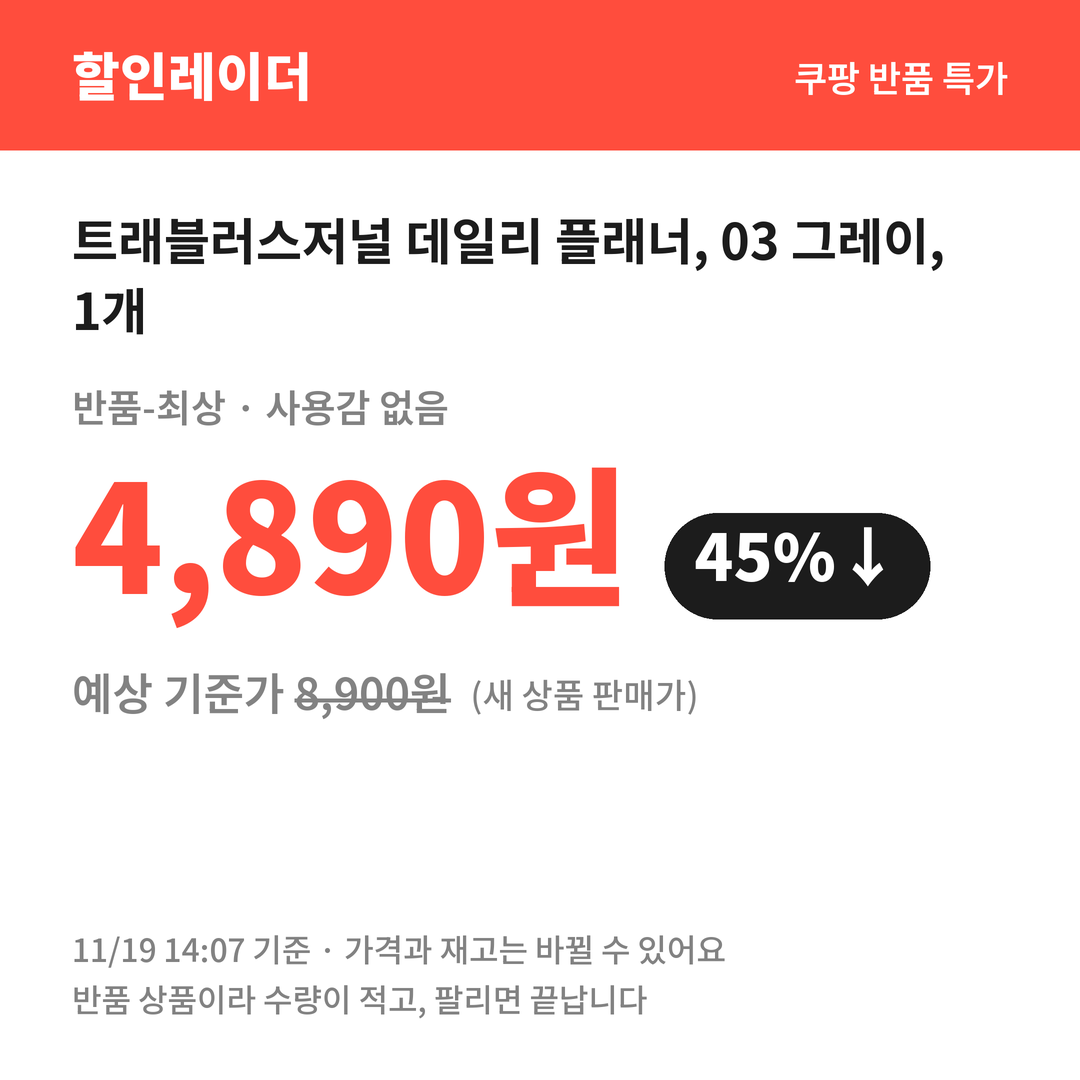 할인레이더
쿠팡 반품 특가
트래블러스저널 데일리 플래너, 03 그레이,
1개
반품-최상 · 사용감 없음
4,890원
45%↓
예상 기준가 8,900원 (새 상품 판매가)
11/19 14:07 기준 · 가격과 재고는 바뀔 수 있어요
반품 상품이라 수량이 적고, 팔리면 끝납니다